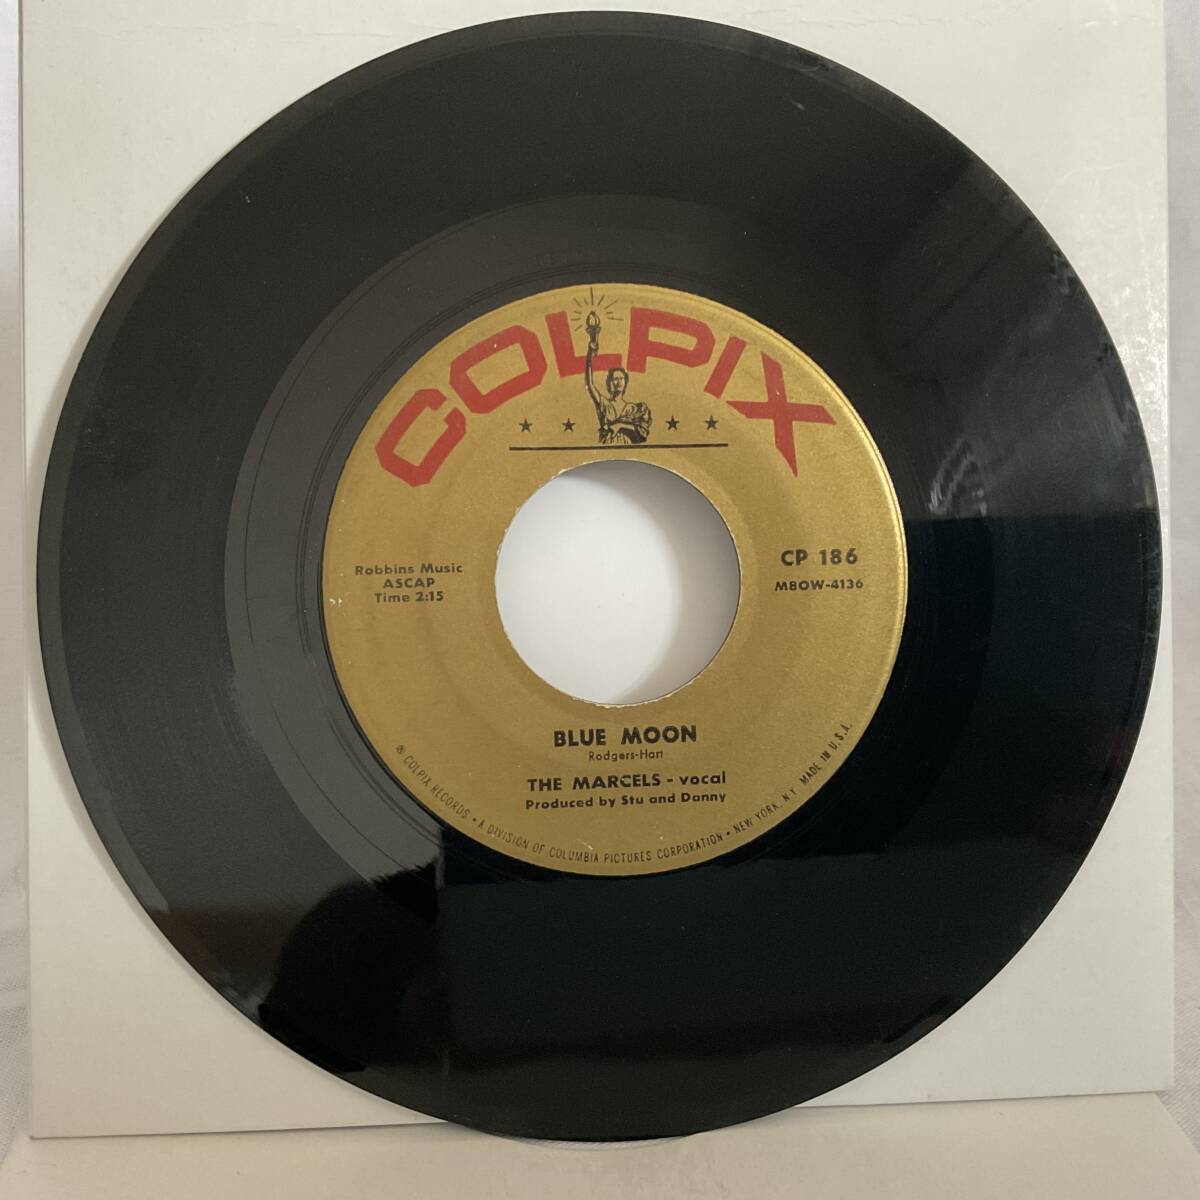 COLPIX
Robbins Music
ASCAP
Time 2:15
CP 186
M8OW-4136
BLUE MOON
Rodgers-Hart
THE MARCELS - vocal
Produced by Stu and Danny
℗ COLPIX RECORDS • A DIVISION OF COLUMBIA PICTURES CORPORATION • NEW YORK, N.Y. MADE IN U.S.A.